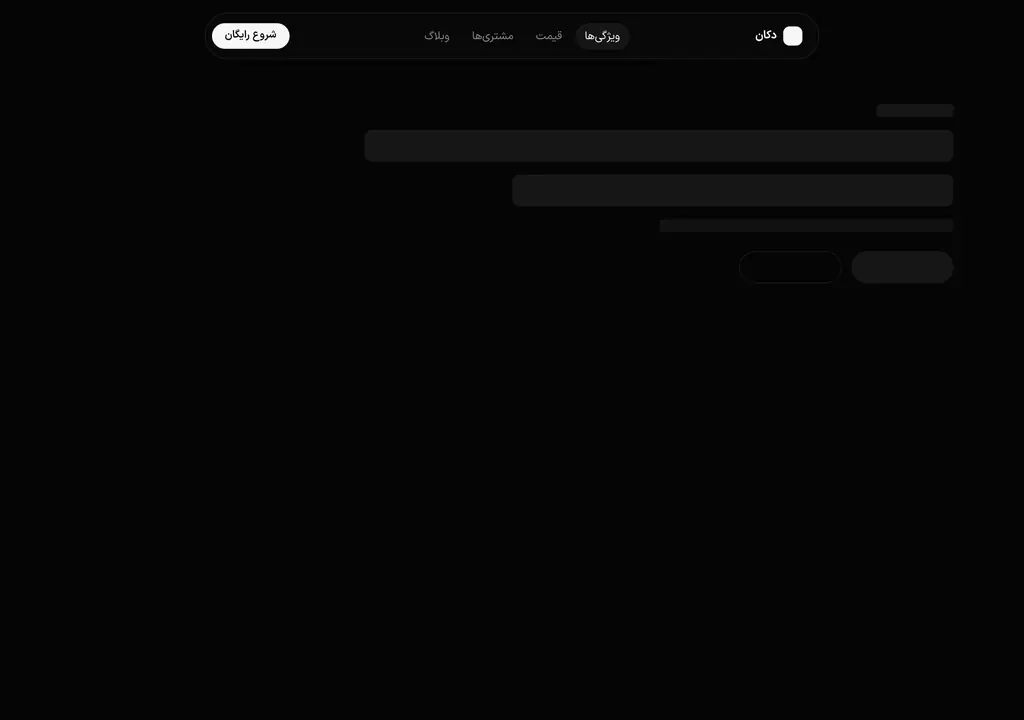 دکان
ویژگی‌ها
قیمت
مشتری‌ها
وبلاگ
شروع رایگان